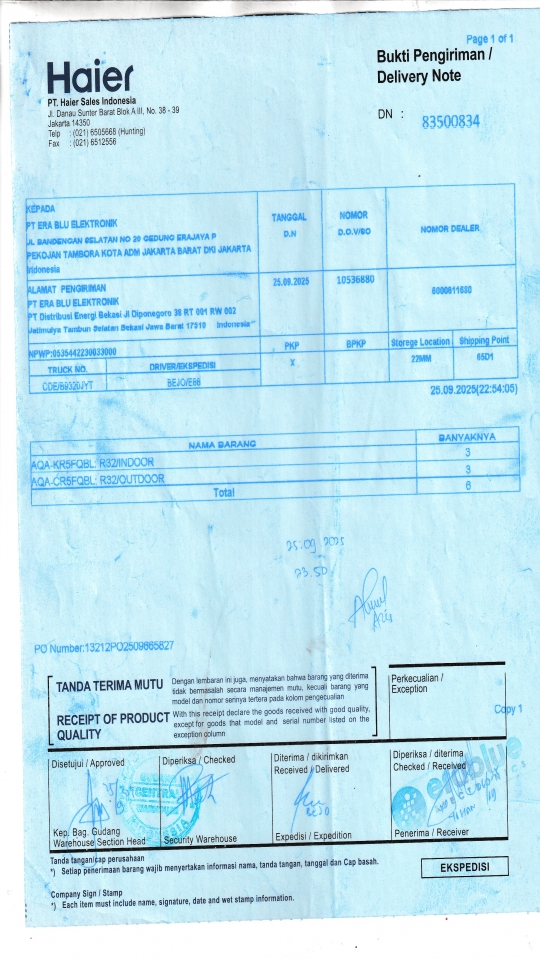 Page 1 of 1
Haier
Bukti Pengiriman /
Delivery Note
PT. Haier Sales Indonesia
Jl. Danau Sunter Barat Blok A III, No. 38 - 39
Jakarta 14350
Telp : (021) 6505668 (Hunting)
Fax : (021) 6512556
DN : 83500834
KEPADA
PT ERA BLU ELEKTRONIK
JL BANDENGAN SELATAN NO 20 GEDUNG ERAJAYA P
PEKOJAN TAMBORA KOTA ADM JAKARTA BARAT DKI JAKARTA
Indonesia
TANGGAL
D.N
NOMOR
D.O.V/SO
NOMOR DEALER
ALAMAT PENGIRIMAN
PT ERA BLU ELEKTRONIK
PT Distribusi Energi Bekasi Jl Diponegoro 38 RT 001 RW 002
Jatimulya Tambun Selatan Bekasi Jawa Barat 17510 Indonesia
25.09.2025
10536880
NPWP:0535442230033000
PKP
BPKP
Storege Location
Shipping Point
TRUCK NO.
DRIVER/EKSPEDISI
X
22MM
65D1
CDE/B9320JYT
BEJO/E86
25.09.2025(22:54:05)
NAMA BARANG
BANYAKNYA
AQA-KR5FQBL: R32/INDOOR
3
AQA-CR5FQBL: R32/OUTDOOR
3
Total
6
25.09.2025
23.50
Azis
PO Number:13212PO2509865827
TANDA TERIMA MUTU
Dengan lembaran ini juga, menyatakan bahwa barang yang diterima
tidak bermasalah secara manajemen mutu, kecuali barang yang
model dan nomor serinya tertera pada kolom pengecualian
RECEIPT OF PRODUCT
QUALITY
With this receipt declare the goods received with good quality,
except for goods that model and serial number listed on the
exception column
Perkecualian /
Exception
Copy 1
Disetujui / Approved
Diperiksa / Checked
Diterima / dikirimkan
Received / Delivered
Diperiksa / diterima
Checked / Received
erablue
Kep. Bag. Gudang
Warehouse Section Head
Security Warehouse
Expedisi / Expedition
Penerima / Receiver
Tanda tangan/cap perusahaan
*) Setiap penerimaan barang wajib menyertakan informasi nama, tanda tangan, tanggal dan Cap basah.
EKSPEDISI
Company Sign / Stamp
*) Each item must include name, signature, date and wet stamp information.